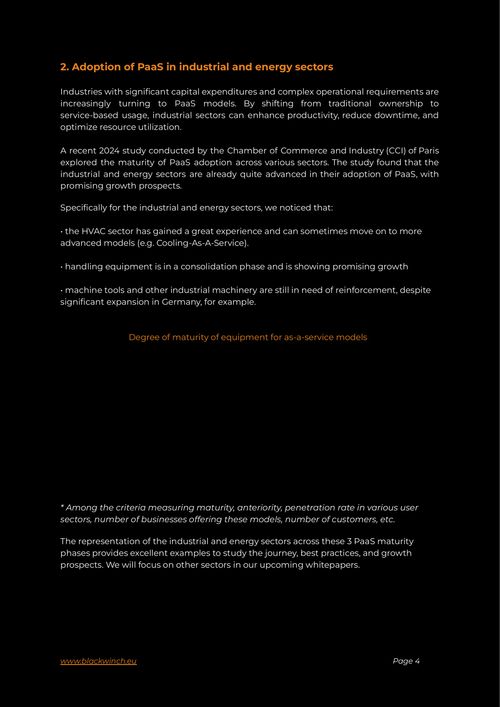 2. Adoption of PaaS in industrial and energy sectors
Industries with significant capital expenditures and complex operational requirements are
increasingly turning to PaaS models. By shifting from traditional ownership to
service-based usage, industrial sectors can enhance productivity, reduce downtime, and
optimize resource utilization.
A recent 2024 study conducted by the Chamber of Commerce and Industry (CCI) of Paris
explored the maturity of PaaS adoption across various sectors. The study found that the
industrial and energy sectors are already quite advanced in their adoption of PaaS, with
promising growth prospects.
Specifically for the industrial and energy sectors, we noticed that:
• the HVAC sector has gained a great experience and can sometimes move on to more
advanced models (e.g. Cooling-As-A-Service).
• handling equipment is in a consolidation phase and is showing promising growth
• machine tools and other industrial machinery are still in need of reinforcement, despite
significant expansion in Germany, for example.
Degree of maturity of equipment for as-a-service models
* Among the criteria measuring maturity, anteriority, penetration rate in various user
sectors, number of businesses offering these models, number of customers, etc.
The representation of the industrial and energy sectors across these 3 PaaS maturity
phases provides excellent examples to study the journey, best practices, and growth
prospects. We will focus on other sectors in our upcoming whitepapers.
www.blackwinch.eu
Page 4